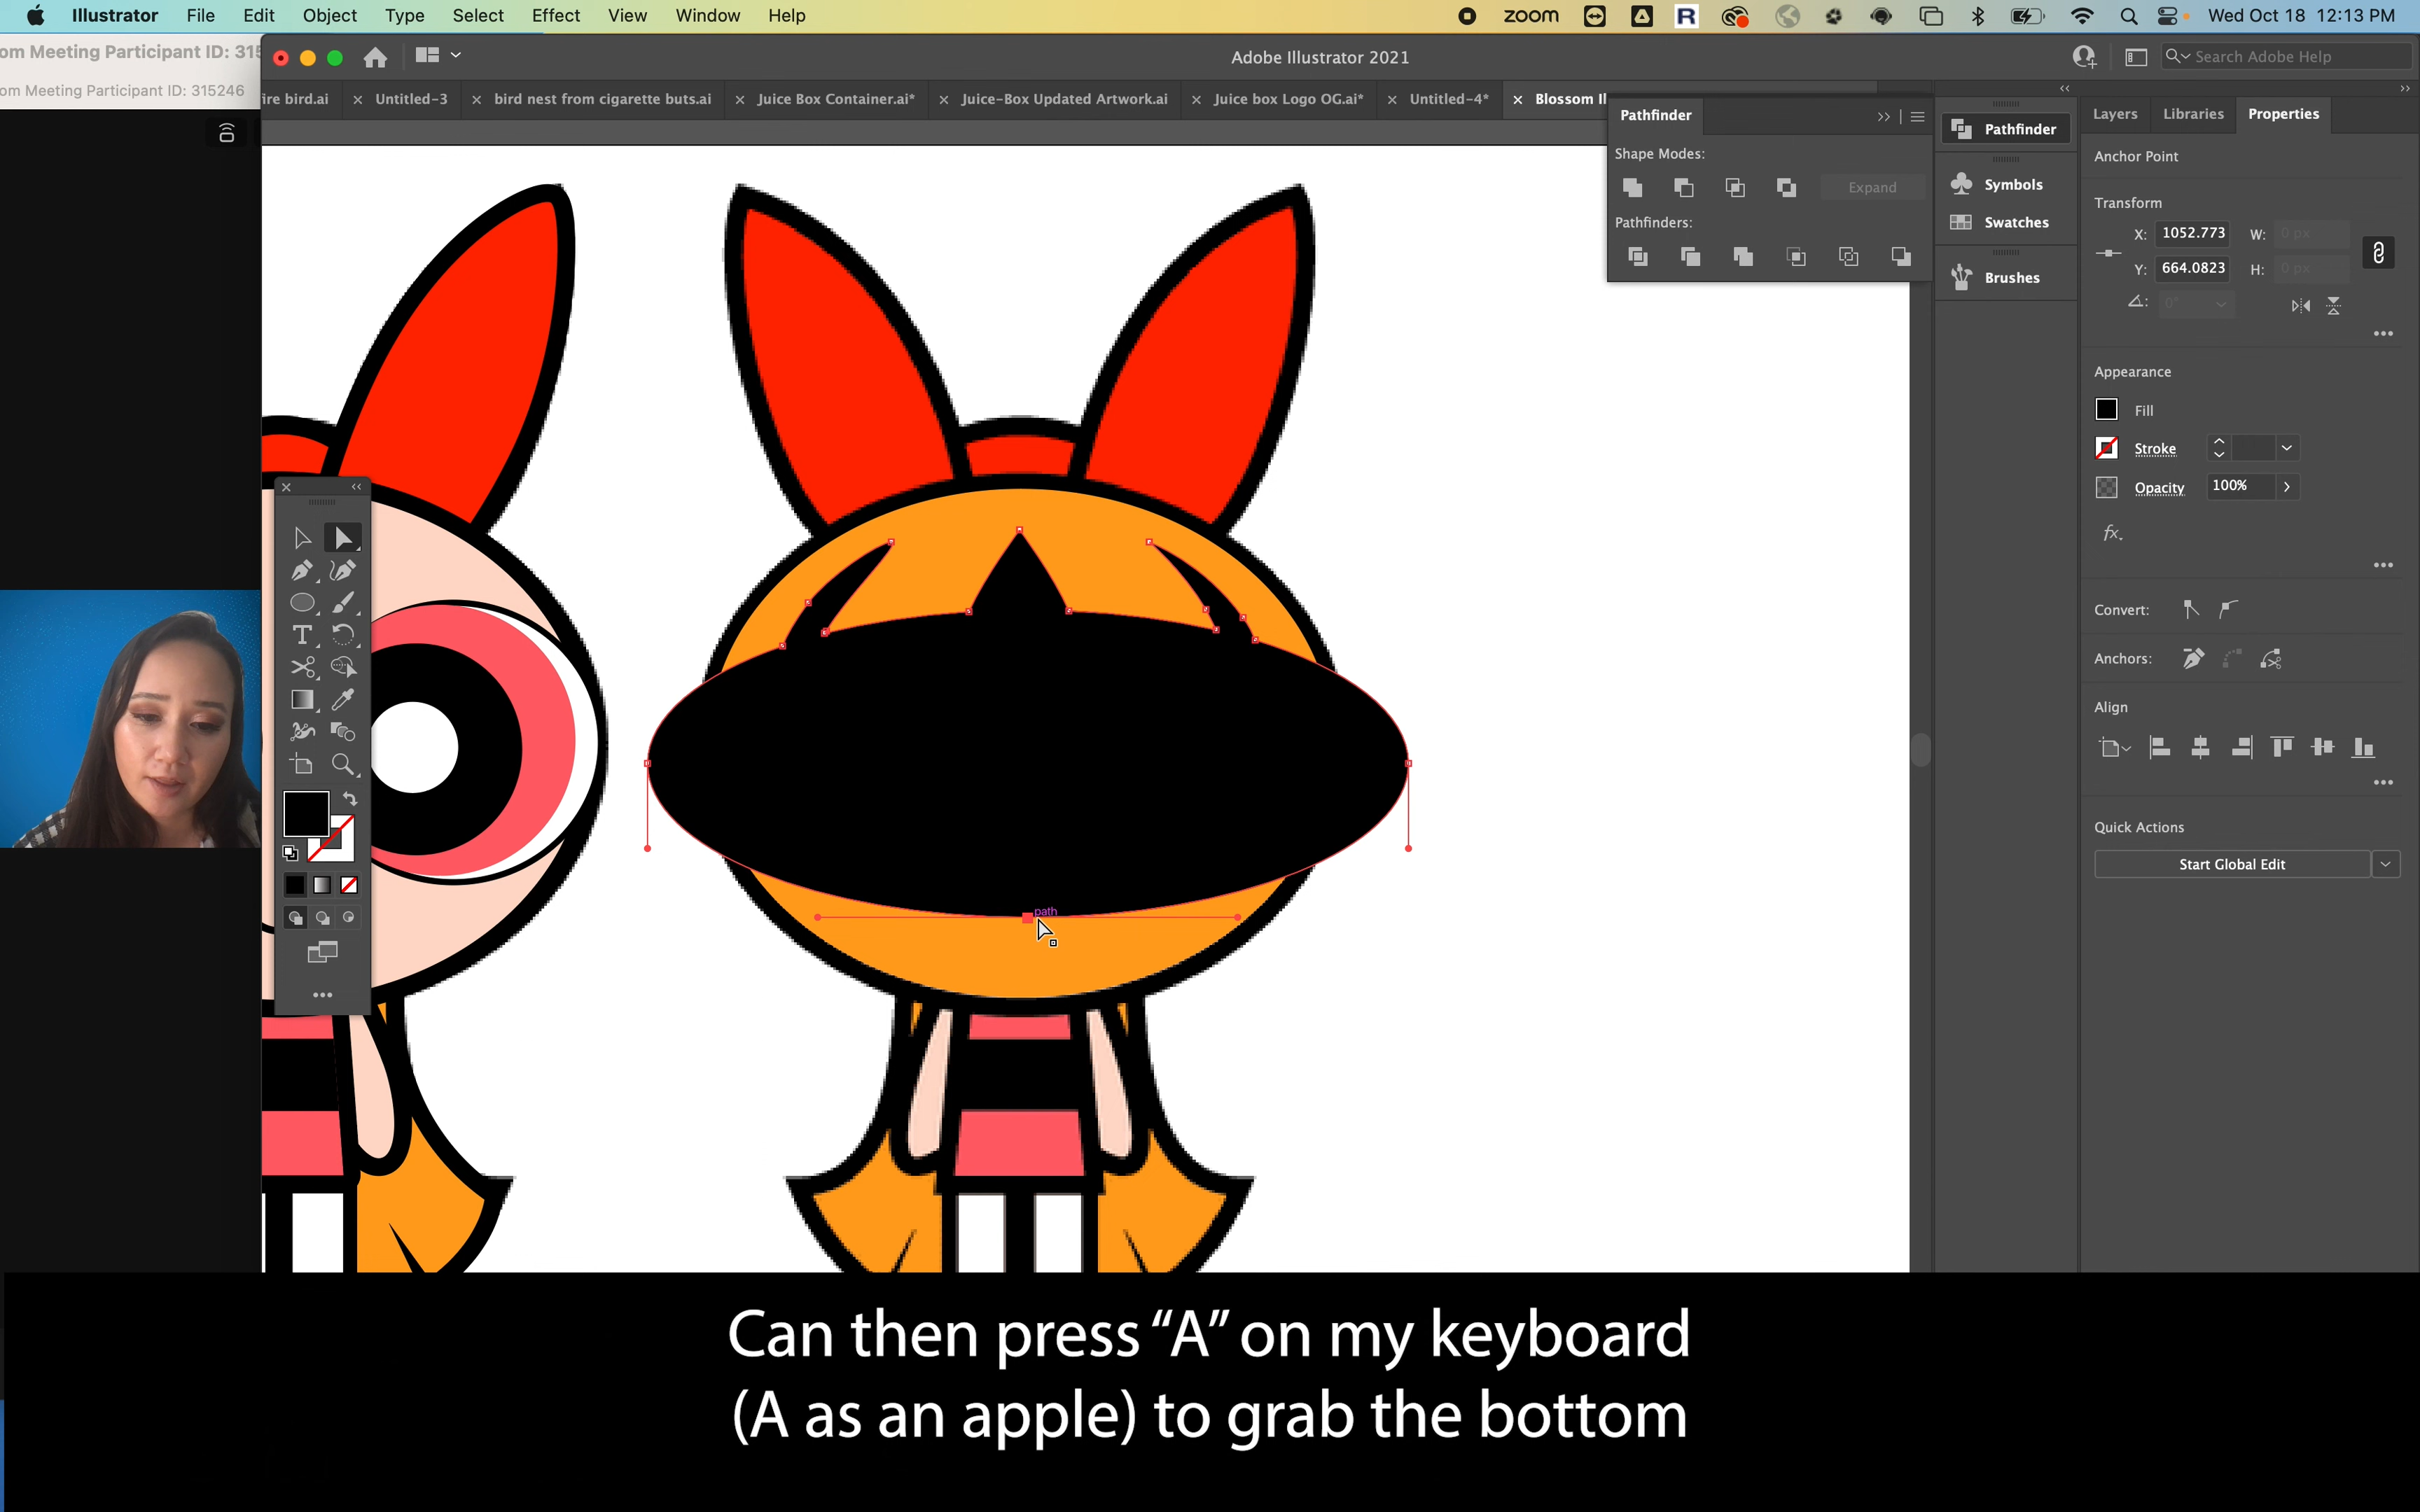 Illustrator File Edit Object Type Select Effect View Window Help
zoom
R
Wed Oct 18 12:13 PM
om Meeting Participant ID: 315
Adobe Illustrator 2021
Search Adobe Help
om Meeting Participant ID: 315246
ire bird.ai
Untitled-3
bird nest from cigarette buts.ai
Juice Box Container.ai*
Juice-Box Updated Artwork.ai
Juice box Logo OG.ai*
Untitled-4*
Blossom Il
Pathfinder
Shape Modes:
Expand
Pathfinders:
Pathfinder
Symbols
Swatches
Brushes
Layers Libraries Properties
Anchor Point
Transform
X: 1052.773 W: 0 px
Y: 664.0823 H: 0 px
0°
Appearance
Fill
Stroke
Opacity 100%
fx.
Convert:
Anchors:
Align
Quick Actions
Start Global Edit
path
Can then press “A” on my keyboard
(A as an apple) to grab the bottom